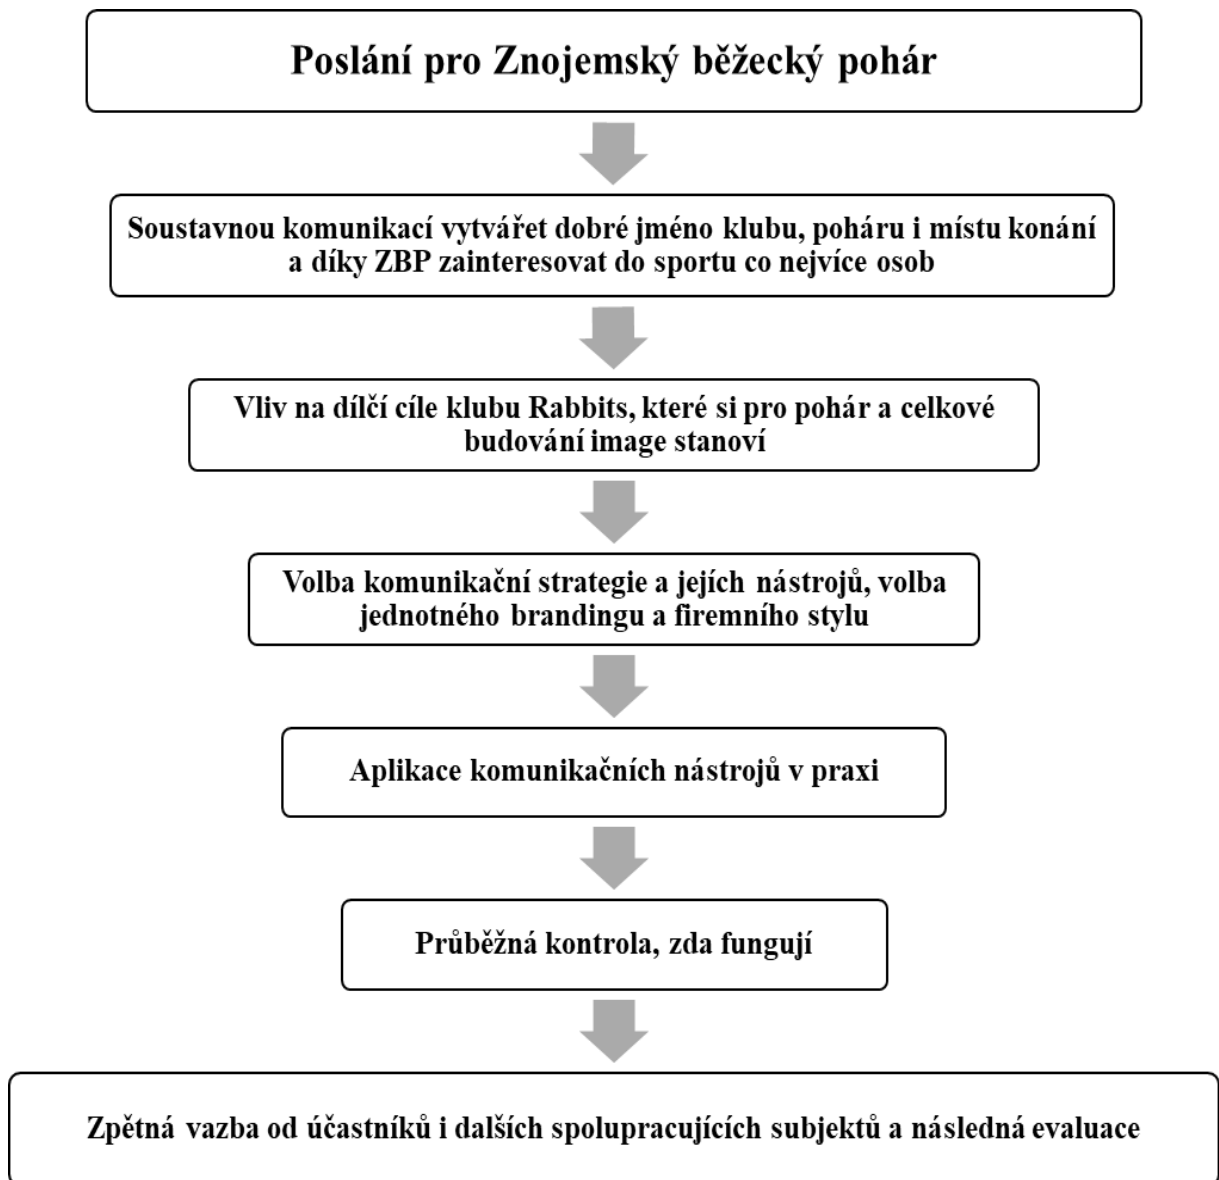 Poslání pro Znojemský běžecký pohár
Soustavnou komunikací vytvářet dobré jméno klubu, poháru i místu konání
a díky ZBP zainteresovat do sportu co nejvíce osob
Vliv na dílčí cíle klubu Rabbits, které si pro pohár a celkové
budování image stanoví
Volba komunikační strategie a jejích nástrojů, volba
jednotného brandingu a firemního stylu
Aplikace komunikačních nástrojů v praxi
Průběžná kontrola, zda fungují
Zpětná vazba od účastníků i dalších spolupracujících subjektů a následná evaluace